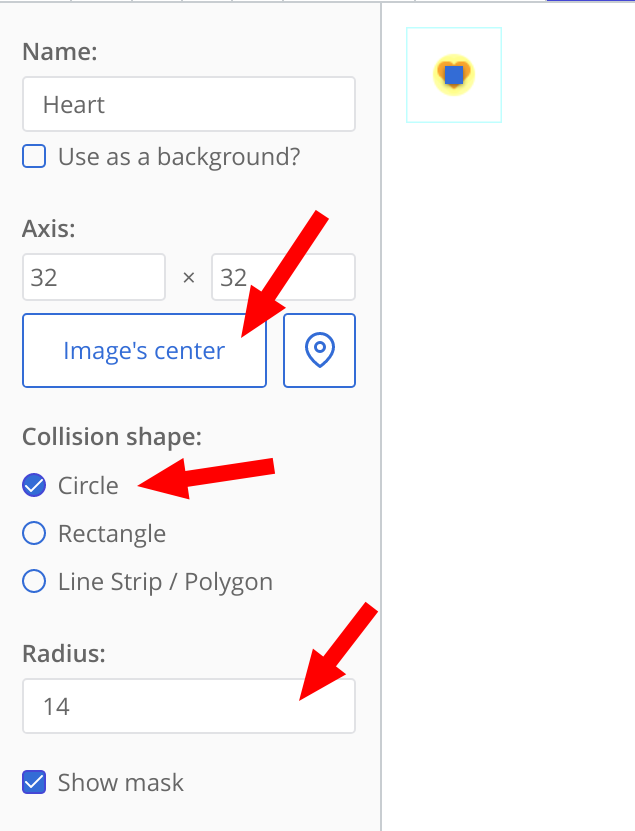 Name:
Heart
Use as a background?
Axis:
32 × 32
Image's center
Collision shape:
Circle
Rectangle
Line Strip / Polygon
Radius:
14
Show mask